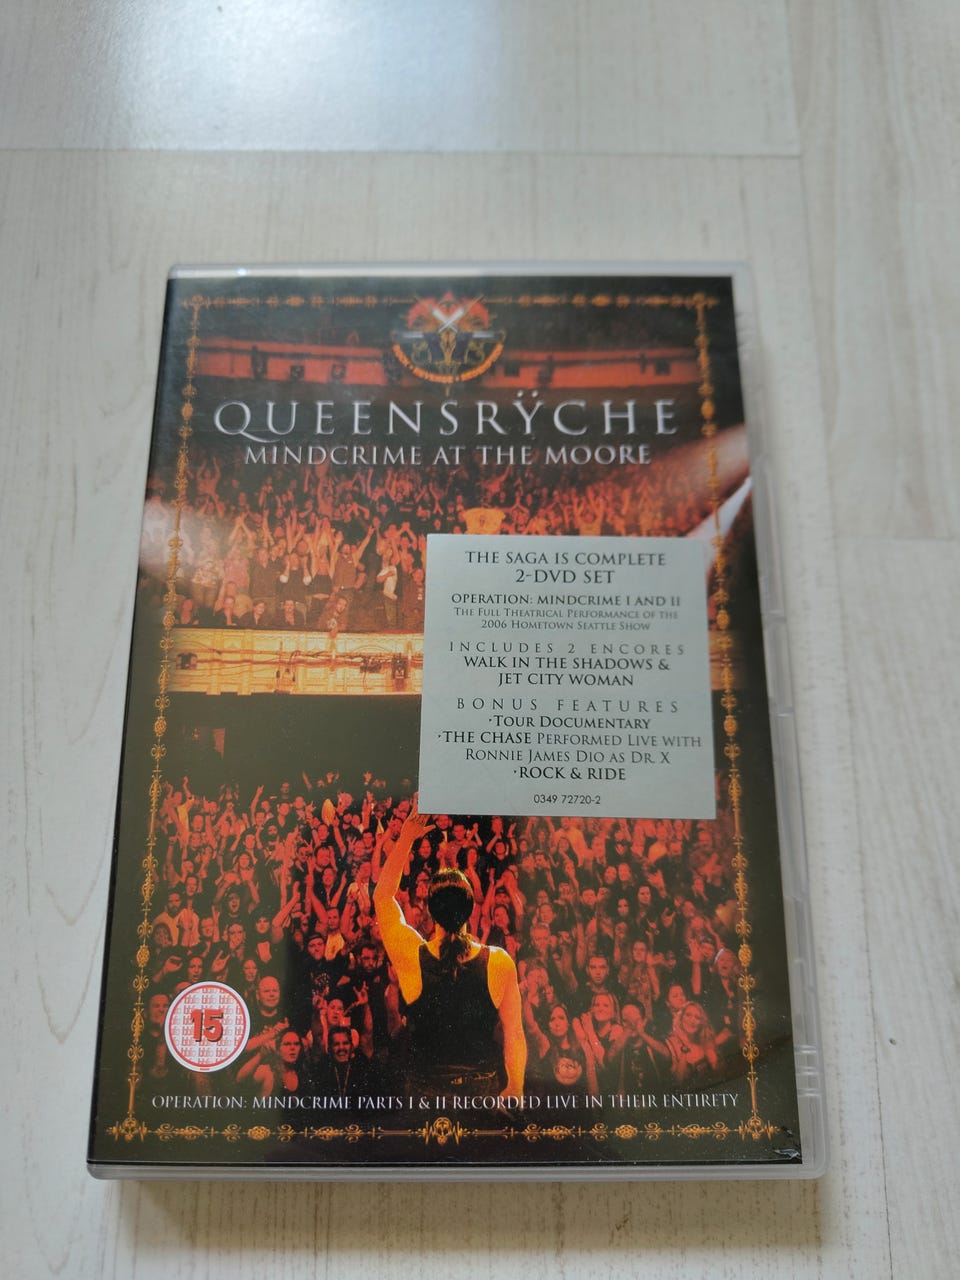 QUEENSRŸCHE
MINDCRIME AT THE MOORE
THE SAGA IS COMPLETE
2-DVD SET
OPERATION: MINDCRIME I AND II
THE FULL THEATRICAL PERFORMANCE OF THE
2006 HOMETOWN SEATTLE SHOW
INCLUDES 2 ENCORES
WALK IN THE SHADOWS &
JET CITY WOMAN
BONUS FEATURES
·TOUR DOCUMENTARY
·THE CHASE PERFORMED LIVE WITH
RONNIE JAMES DIO AS DR. X
·ROCK & RIDE
0349 72720-2
15
OPERATION: MINDCRIME PARTS I & II RECORDED LIVE IN THEIR ENTIRETY